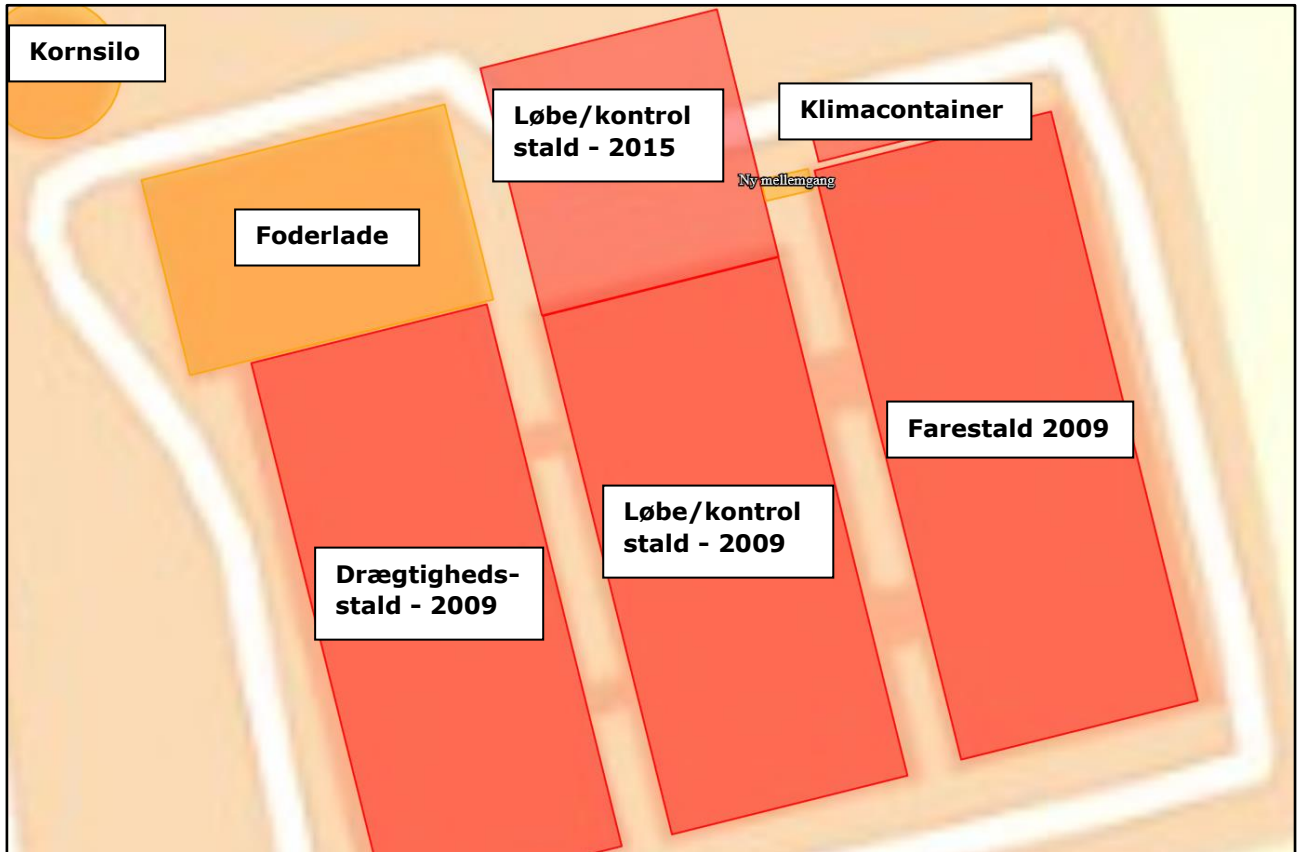 Kornsilo
Løbe/kontrol
stald - 2015
Klimacontainer
Ny mellemgang
Foderlade
Farestald 2009
Løbe/kontrol
stald - 2009
Drægtigheds-
stald - 2009